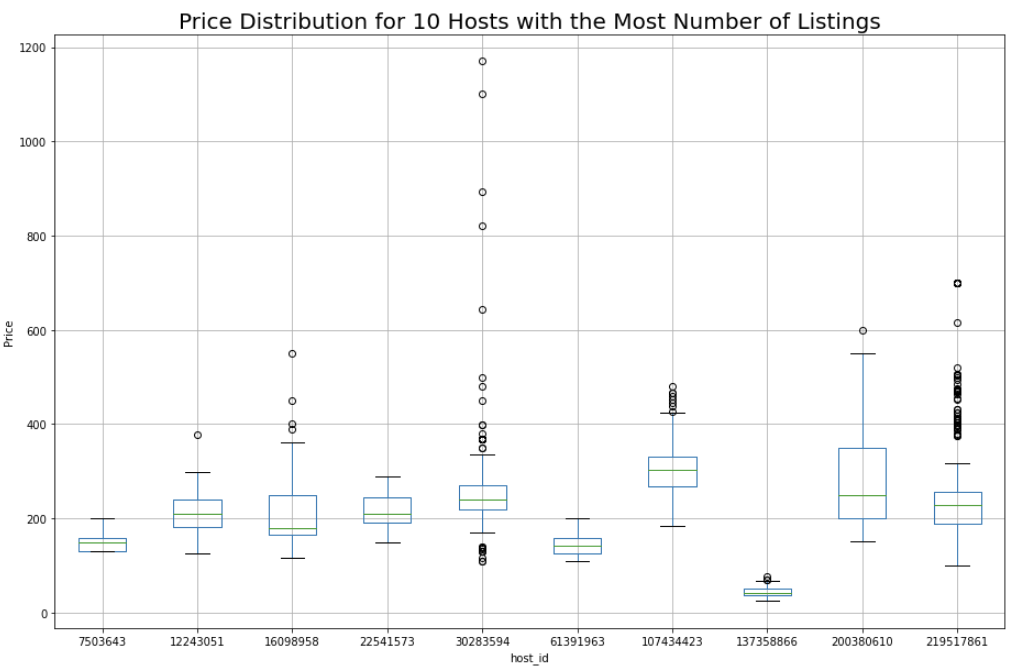 Price Distribution for 10 Hosts with the Most Number of Listings
1200
1000
800
600
400
200
0
Price
7503643 12243051 16098958 22541573 30283594 61391963 107434423 137358866 200380610 219517861
host_id